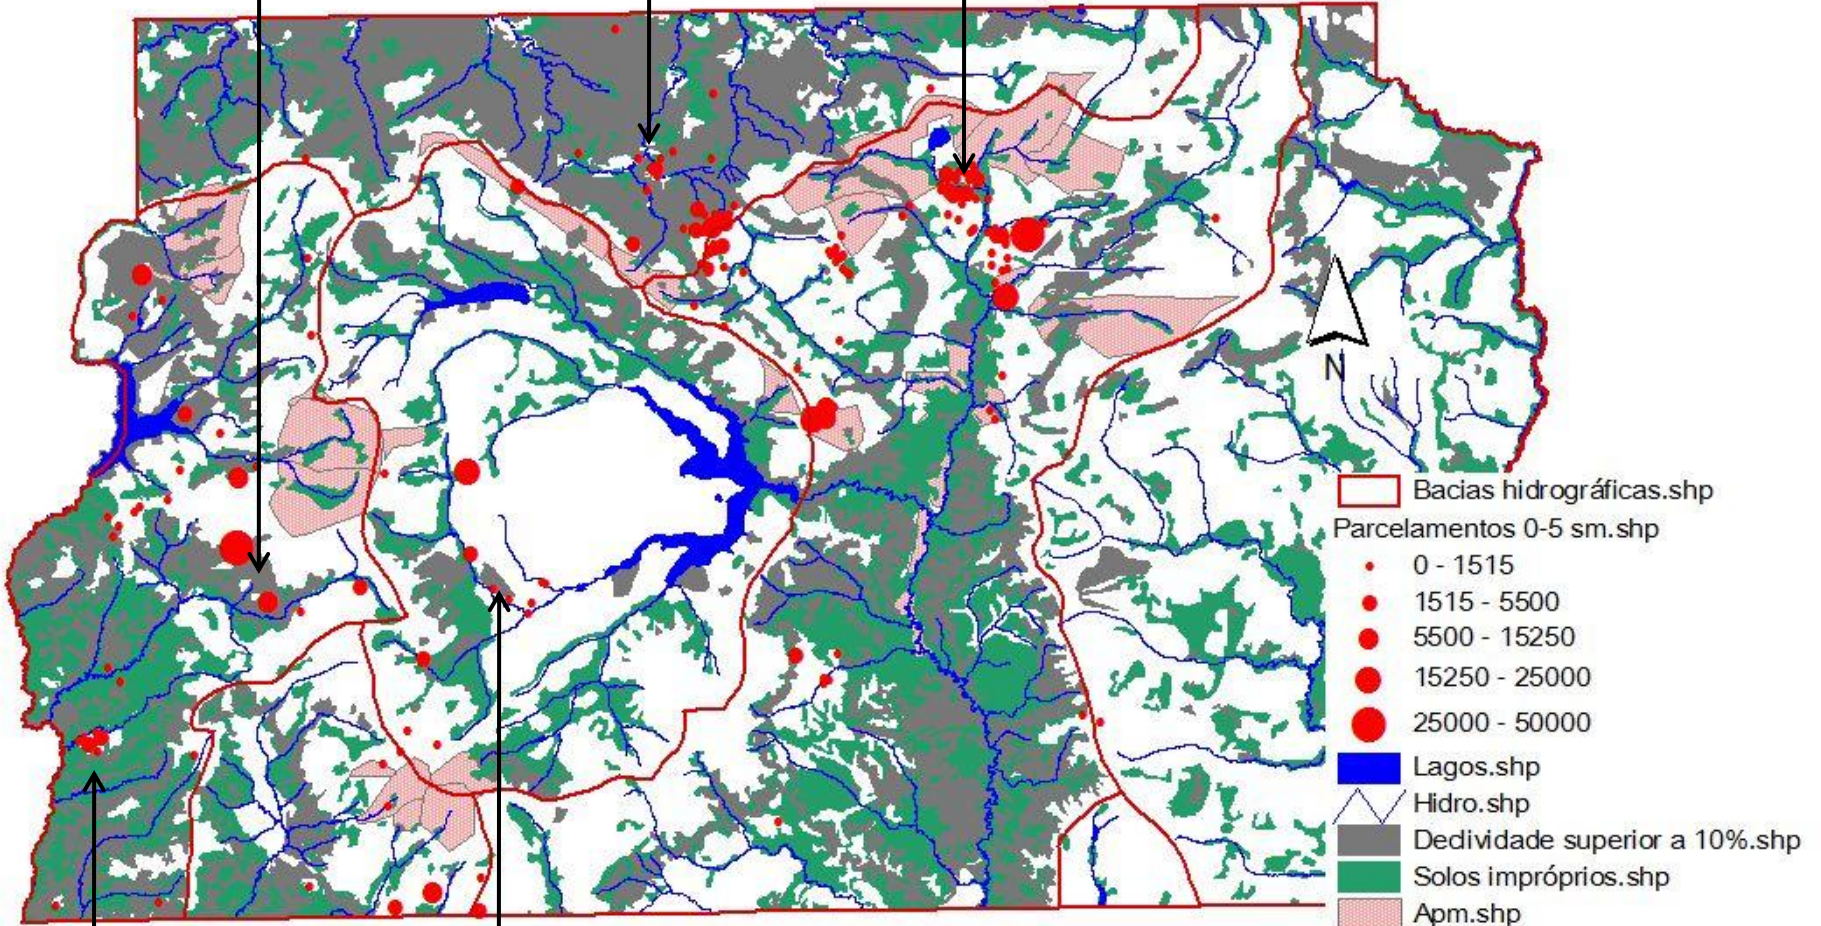 N
Bacias hidrográficas.shp
Parcelamentos 0-5 sm.shp
0 - 1515
1515 - 5500
5500 - 15250
15250 - 25000
25000 - 50000
Lagos.shp
Hidro.shp
Declividade superior a 10%.shp
Solos impróprios.shp
Apm.shp